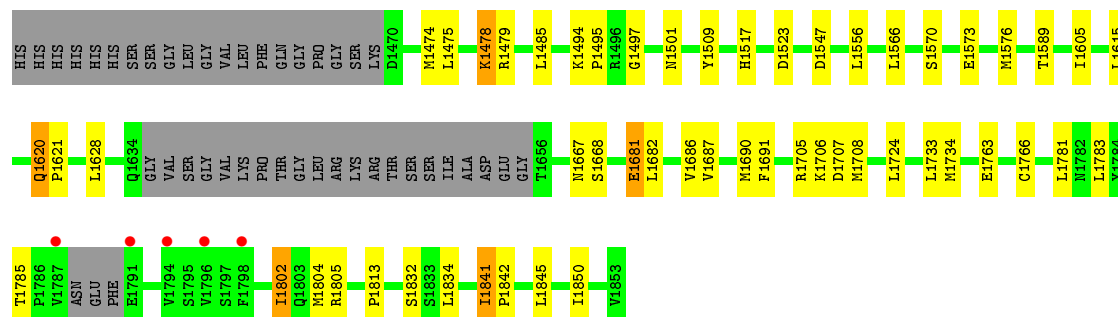 HIS HIS HIS HIS HIS HIS SER SER GLY LEU GLY VAL LEU PHE GLN GLY PRO GLY SER LYS D1470 M1474 L1475 K1478 R1479 L1485 K1494 P1495 R1496 G1497 N1501 Y1509 H1517 D1523 D1547 L1556 L1566 S1570 E1573 M1576 T1589 I1605 L1615
Q1620 P1621 L1628 Q1634 GLY VAL SER GLY VAL LYS PRO THR GLY LEU ARG LYS ARG THR SER SER ILE ALA ASP GLU GLY T1656 N1667 S1668 E1681 L1682 V1686 V1687 M1690 F1691 R1705 K1706 D1707 M1708 L1724 L1733 M1734 E1763 C1766 L1781 N1782 L1783 Y1784
T1785 P1786 V1787 ASN GLU PHE E1791 V1794 S1795 V1796 S1797 F1798 I1802 Q1803 M1804 R1805 P1813 S1832 S1833 L1834 I1841 P1842 L1845 I1850 V1853